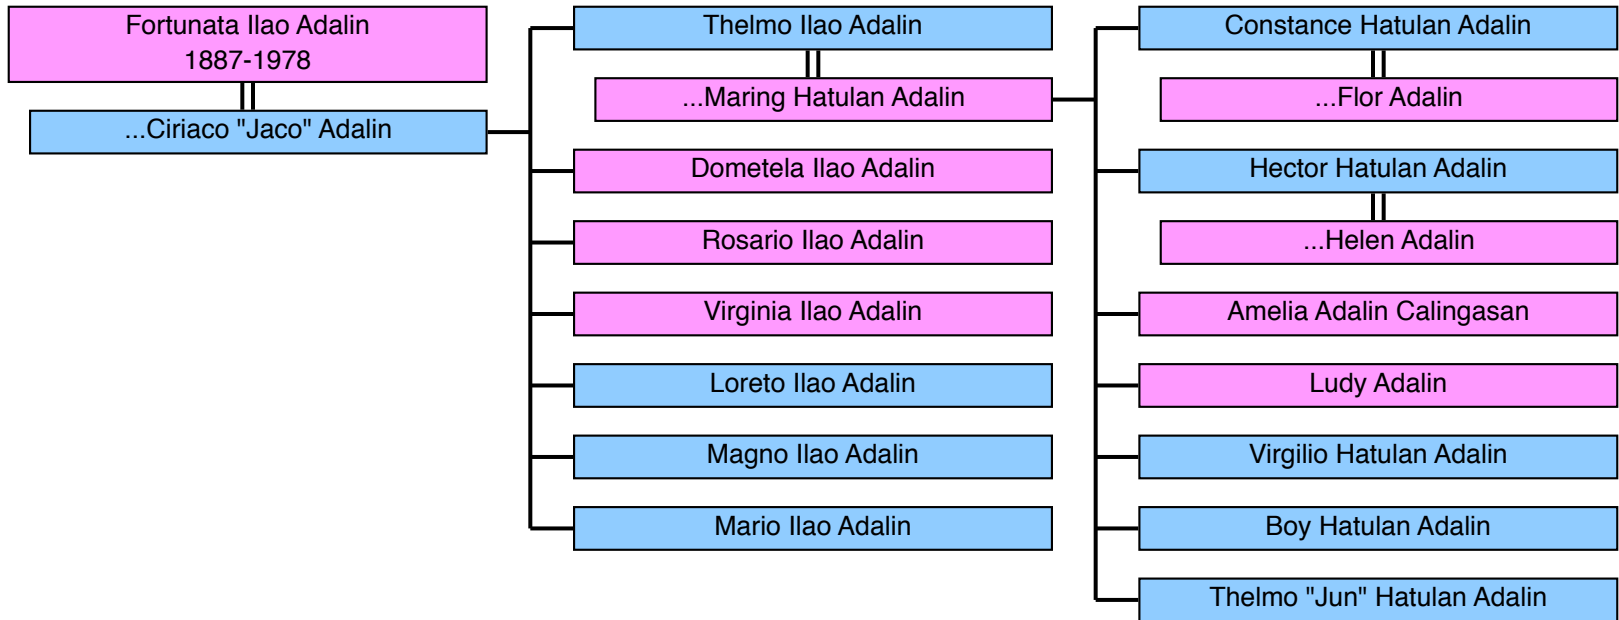 Fortunata Ilao Adalin
1887-1978
...Ciriaco "Jaco" Adalin
Thelmo Ilao Adalin
...Maring Hatulan Adalin
Dometela Ilao Adalin
Rosario Ilao Adalin
Virginia Ilao Adalin
Loreto Ilao Adalin
Magno Ilao Adalin
Mario Ilao Adalin
Constance Hatulan Adalin
...Flor Adalin
Hector Hatulan Adalin
...Helen Adalin
Amelia Adalin Calingasan
Ludy Adalin
Virgilio Hatulan Adalin
Boy Hatulan Adalin
Thelmo "Jun" Hatulan Adalin